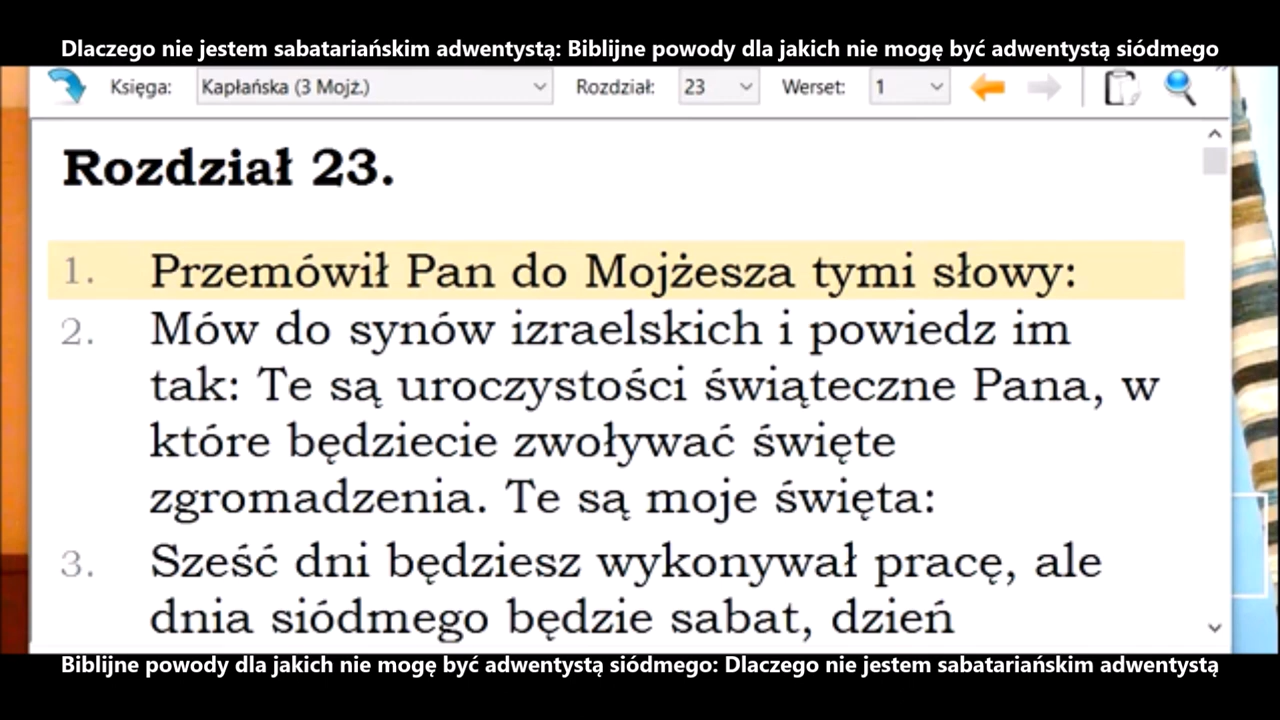 Dlaczego nie jestem sabatariańskim adwentystą: Biblijne powody dla jakich nie mogę być adwentystą siódmego
Księga: Kapłańska (3 Mojż.) Rozdział: 23 Werset: 1
Rozdział 23.
1. Przemówił Pan do Mojżesza tymi słowy:
2. Mów do synów izraelskich i powiedz im
tak: Te są uroczystości świąteczne Pana, w
które będziecie zwoływać święte
zgromadzenia. Te są moje święta:
3. Sześć dni będziesz wykonywał pracę, ale
dnia siódmego będzie sabat, dzień
Biblijne powody dla jakich nie mogę być adwentystą siódmego: Dlaczego nie jestem sabatariańskim adwentystą